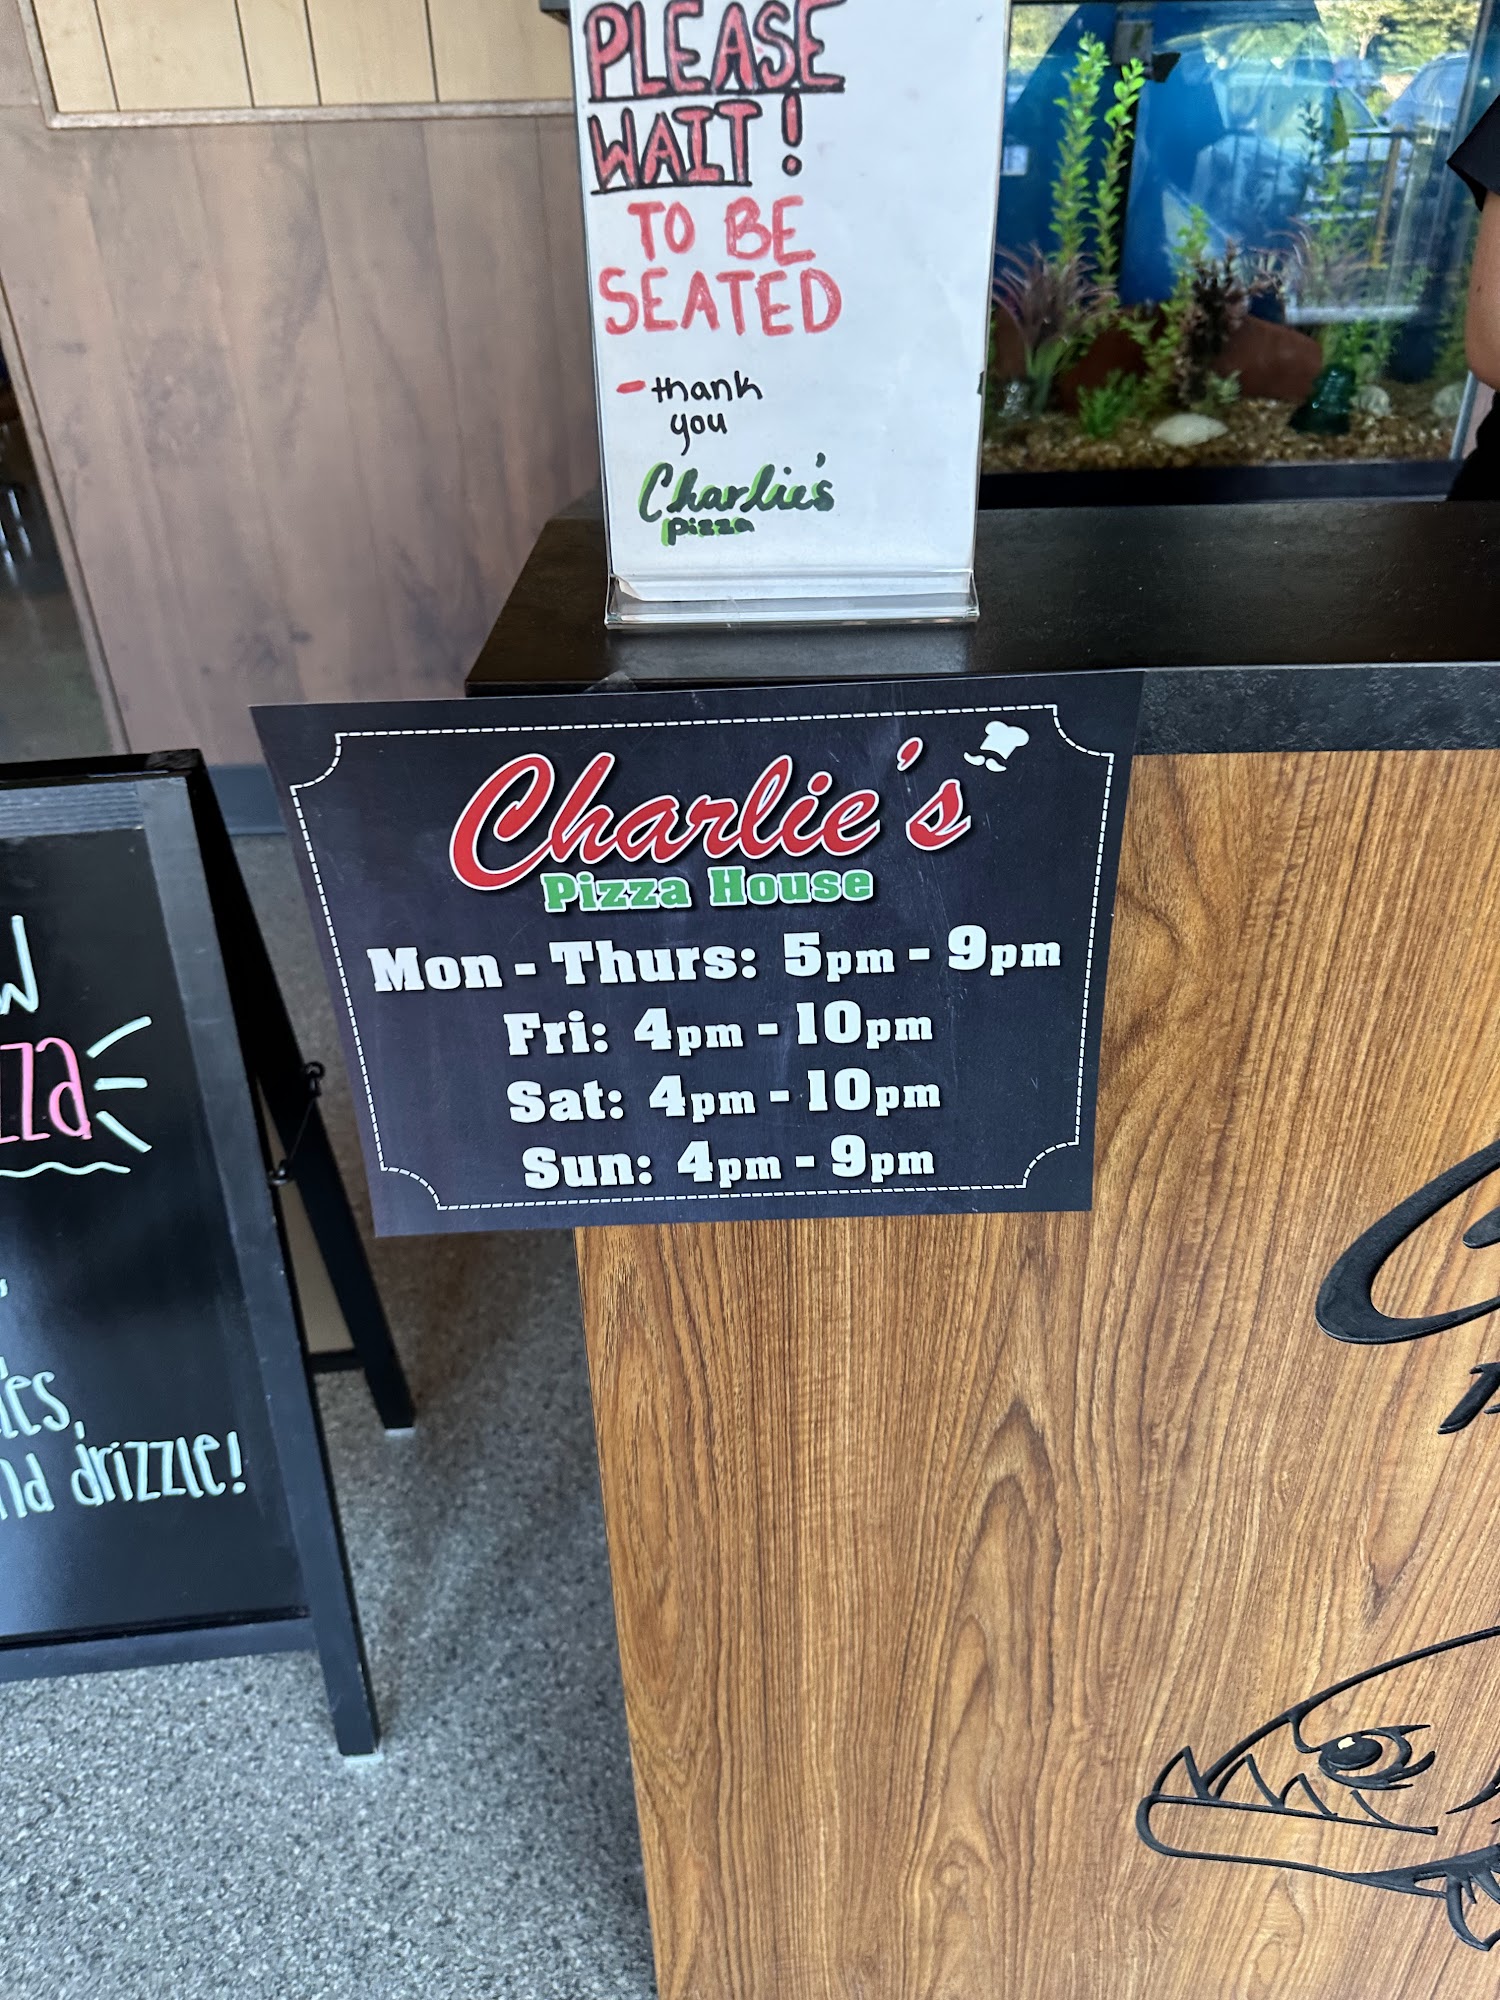 PLEASE
WAIT!
TO BE
SEATED
- thank
you
Charlie's
pizza
Charlie's
Pizza House
Mon - Thurs: 5pm - 9pm
Fri: 4pm - 10pm
Sat: 4pm - 10pm
Sun: 4pm - 9pm
drizzle!